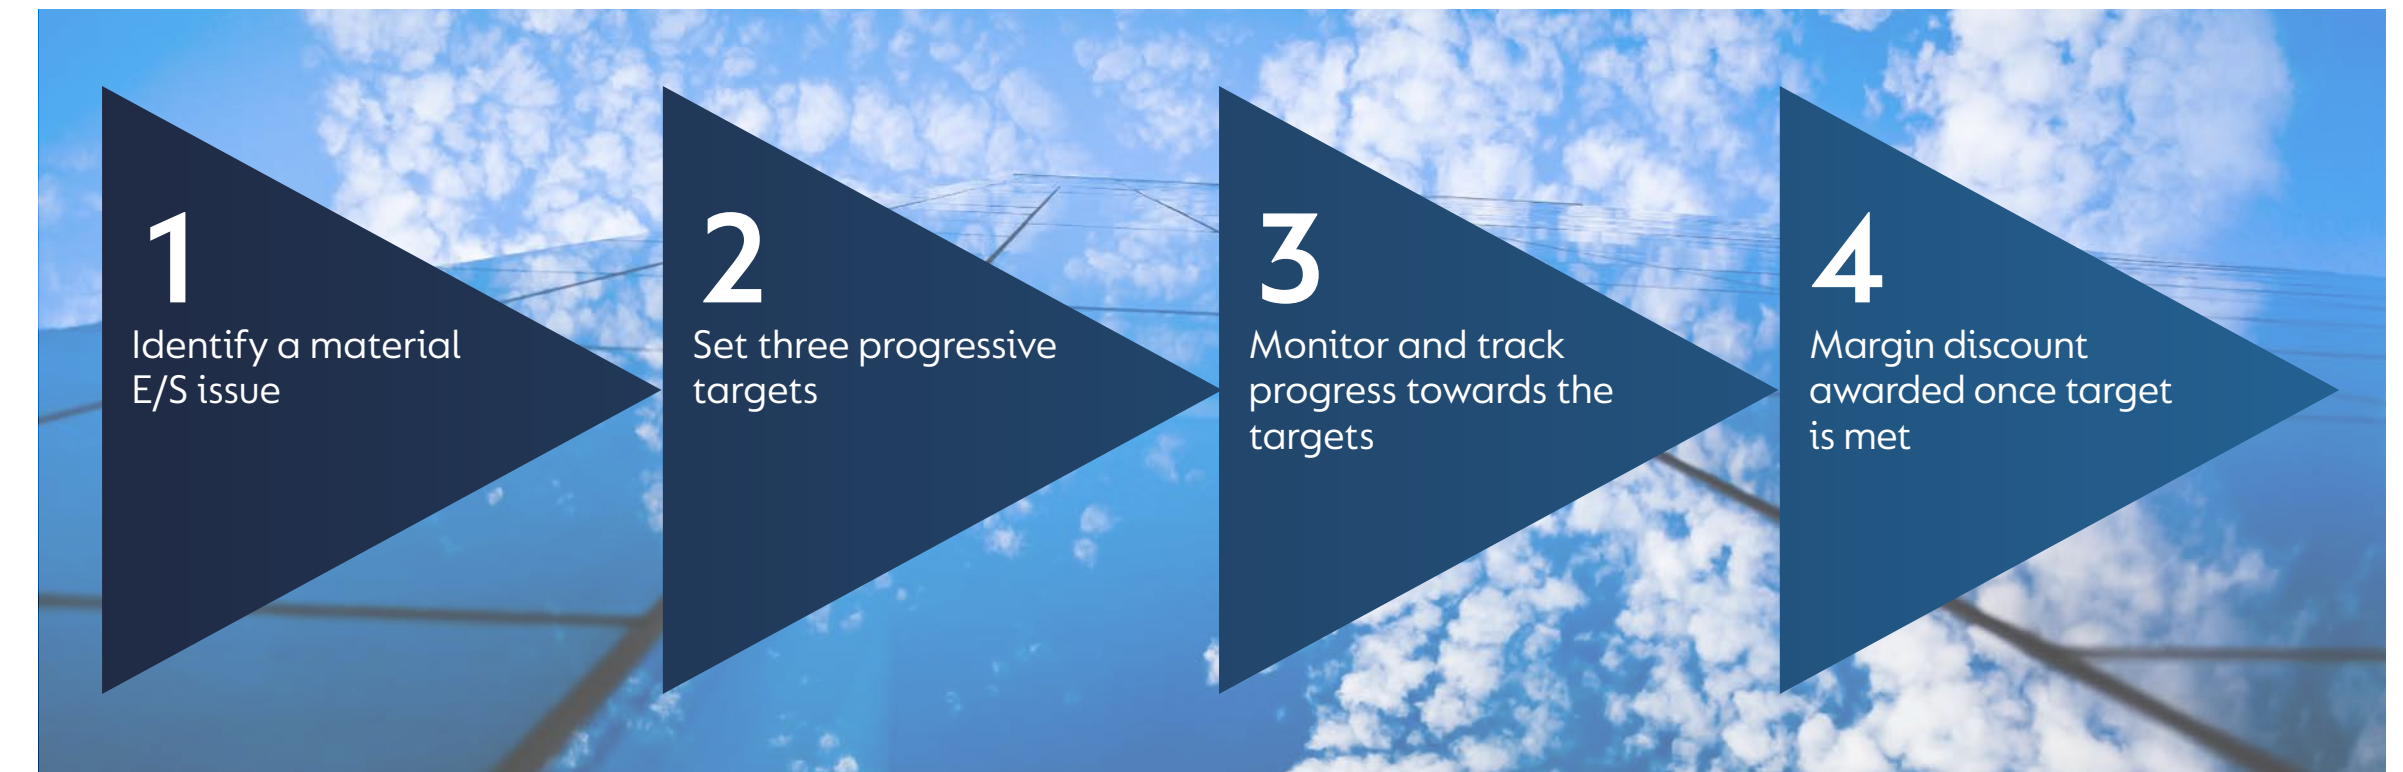 1
Identify a material
E/S issue
2
Set three progressive
targets
3
Monitor and track
progress towards the
targets
4
Margin discount
awarded once target
is met